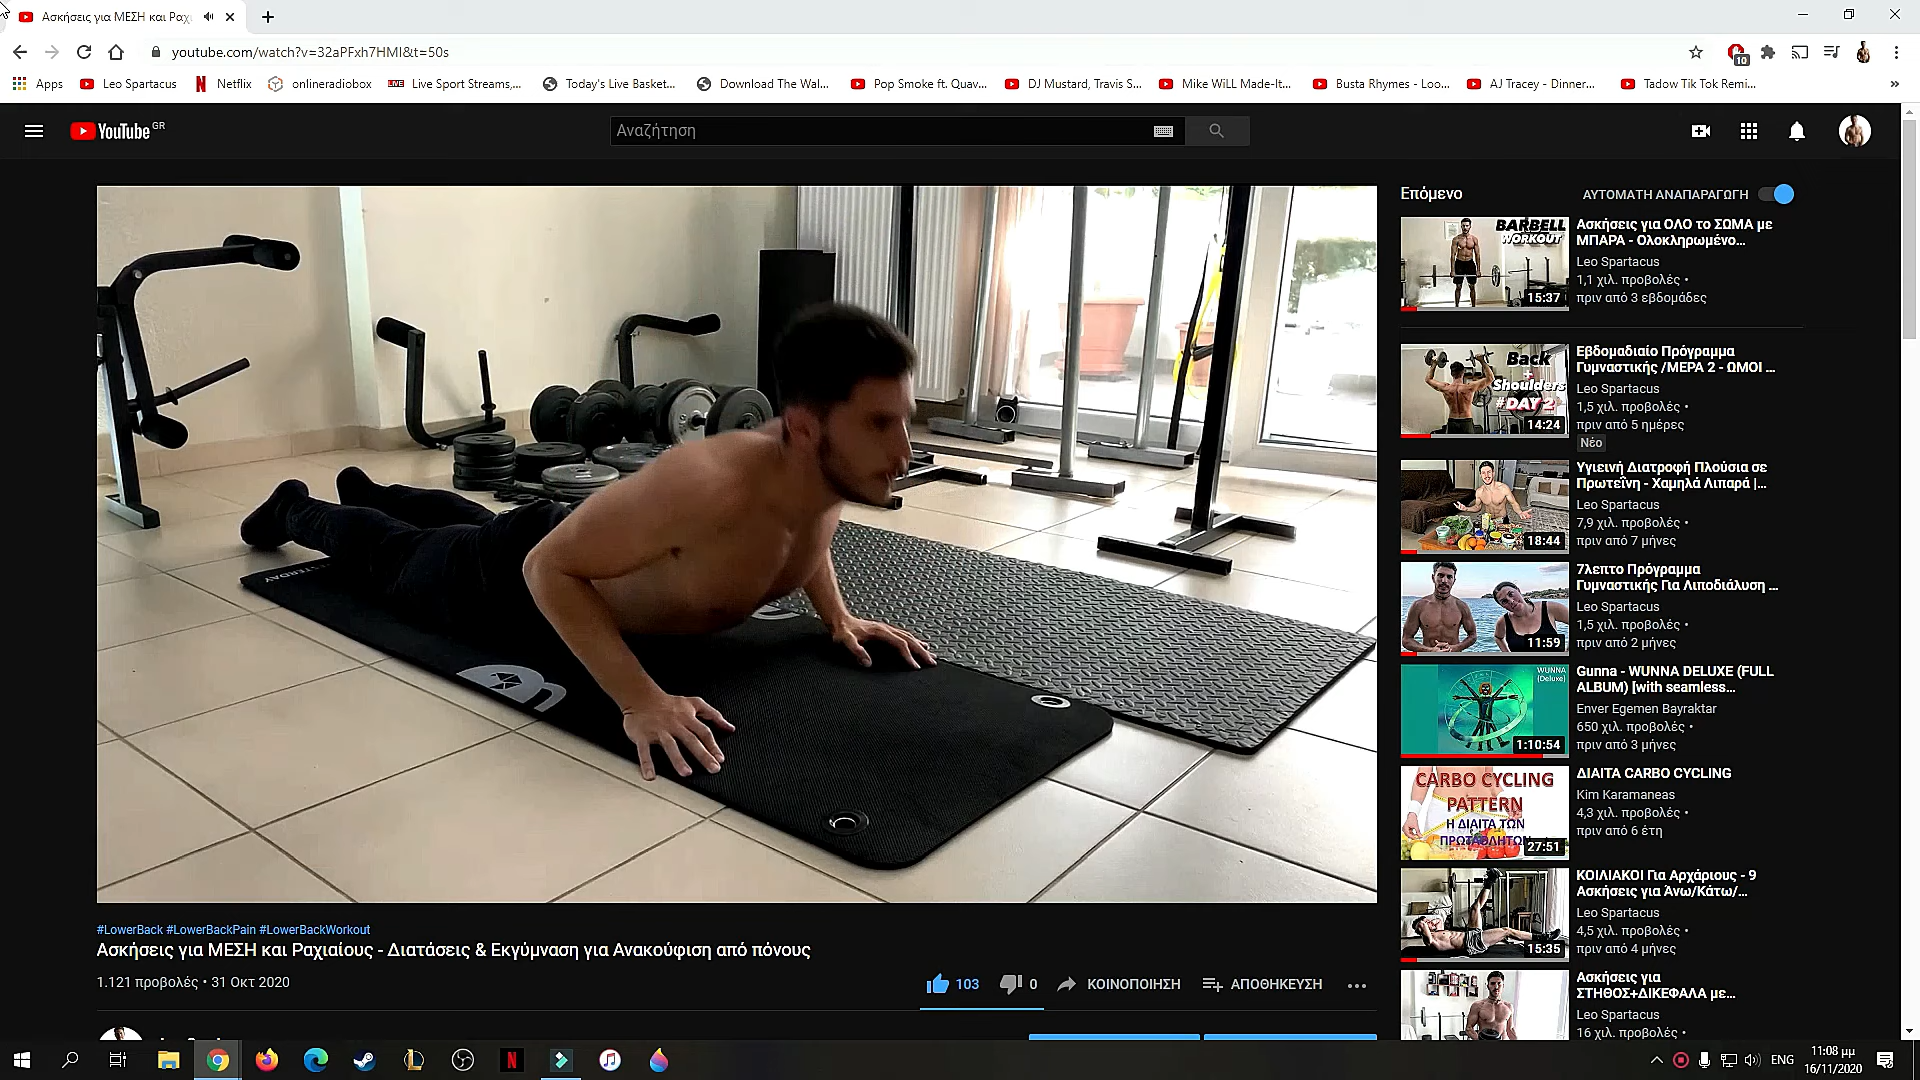 Ασκήσεις για ΜΕΣΗ και Ραχι
youtube.com/watch?v=32aPFxh7HMI&t=50s
10
Apps
Leo Spartacus
Netflix
onlineradiobox
Live Sport Streams,...
Today's Live Basket...
Download The Wal...
Pop Smoke ft. Quav...
DJ Mustard, Travis S...
Mike WiLL Made-It...
Busta Rhymes - Loo...
AJ Tracey - Dinner...
Tadow Tik Tok Remi...
»
YouTube GR
Αναζήτηση
#LowerBack #LowerBackPain #LowerBackWorkout
Ασκήσεις για ΜΕΣΗ και Ραχιαίους - Διατάσεις & Εκγύμναση για Ανακούφιση από πόνους
1.121 προβολές • 31 Οκτ 2020
103
0
ΚΟΙΝΟΠΟΙΗΣΗ
ΑΠΟΘΗΚΕΥΣΗ
Επόμενο
ΑΥΤΟΜΑΤΗ ΑΝΑΠΑΡΑΓΩΓΗ
BARBELL
WORKOUT
15:37
Ασκήσεις για ΟΛΟ το ΣΩΜΑ με
ΜΠΑΡΑ - Ολοκληρωμένο...
Leo Spartacus
1,1 χιλ. προβολές •
πριν από 3 εβδομάδες
Back
+
Shoulders
#DAY 2
14:24
Εβδομαδιαίο Πρόγραμμα
Γυμναστικής /ΜΕΡΑ 2 - ΩΜΟΙ ...
Leo Spartacus
1,5 χιλ. προβολές •
πριν από 5 ημέρες
Νέο
18:44
Υγιεινή Διατροφή Πλούσια σε
Πρωτεΐνη - Χαμηλά Λιπαρά |...
Leo Spartacus
7,9 χιλ. προβολές •
πριν από 7 μήνες
11:59
7λεπτο Πρόγραμμα
Γυμναστικής Για Λιποδιάλυση ...
Leo Spartacus
1,5 χιλ. προβολές •
πριν από 2 μήνες
WUNNA
(Deluxe)
1:10:54
Gunna - WUNNA DELUXE (FULL
ALBUM) [with seamless...
Enver Egemen Bayraktar
650 χιλ. προβολές •
πριν από 3 μήνες
CARBO CYCLING
PATTERN
Η ΔΙΑΙΤΑ ΤΩΝ
ΠΡΩΤΑΘΛΗΤΩΝ
27:51
ΔΙΑΙΤΑ CARBO CYCLING
Kim Karamaneas
4,3 χιλ. προβολές •
πριν από 6 έτη
15:35
ΚΟΙΛΙΑΚΟΙ Για Αρχάριους - 9
Ασκήσεις για Άνω/Κάτω/...
Leo Spartacus
4,5 χιλ. προβολές •
πριν από 4 μήνες
Ασκήσεις για
ΣΤΗΘΟΣ+ΔΙΚΕΦΑΛΑ με...
Leo Spartacus
16 χιλ. προβολές •
ENG
11:08 μμ
16/11/2020